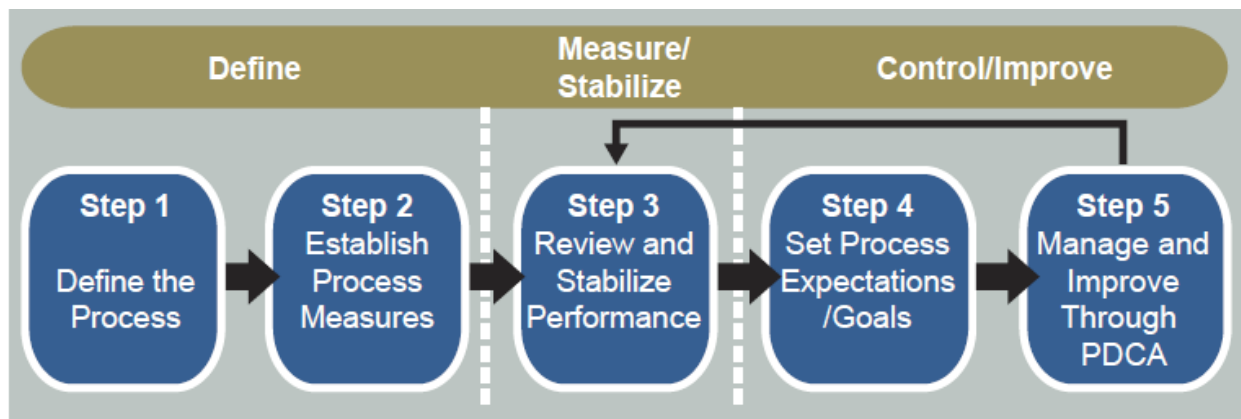 Define
Measure/
Stabilize
Control/Improve
Step 1
Define the
Process
Step 2
Establish
Process
Measures
Step 3
Review and
Stabilize
Performance
Step 4
Set Process
Expectations
/Goals
Step 5
Manage and
Improve
Through
PDCA